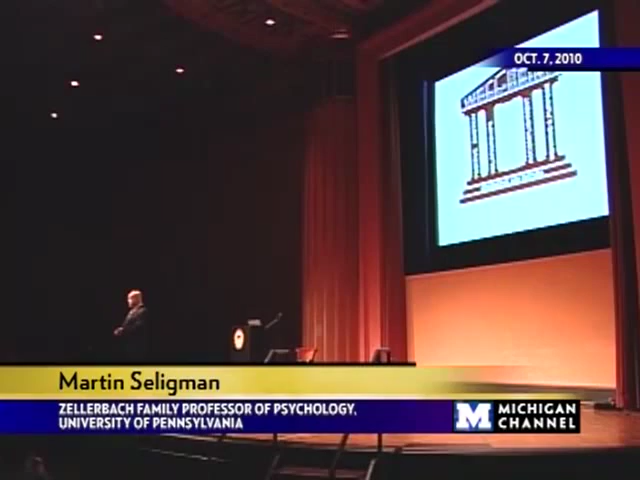 OCT. 7, 2010
Martin Seligman
ZELLERBACH FAMILY PROFESSOR OF PSYCHOLOGY,
UNIVERSITY OF PENNSYLVANIA
M MICHIGAN
CHANNEL